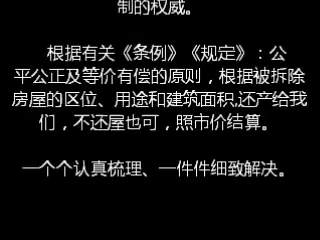 制的权威。
根据有关《条例》《规定》：公
平公正及等价有偿的原则，根据被拆除
房屋的区位、用途和建筑面积,还产给我
们，不还屋也可，照市价结算。
一个个认真梳理、一件件细致解决。